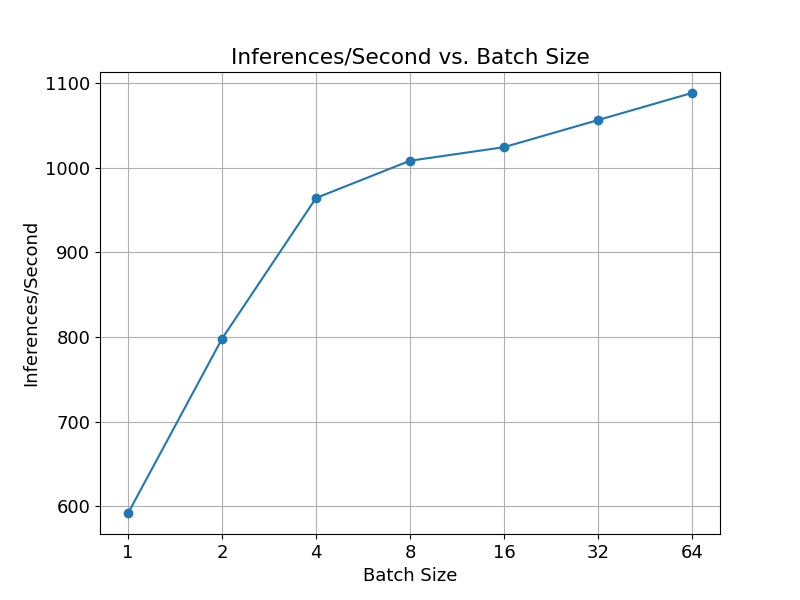 Inferences/Second vs. Batch Size
1100
1000
900
800
700
600
Inferences/Second
1 2 4 8 16 32 64
Batch Size